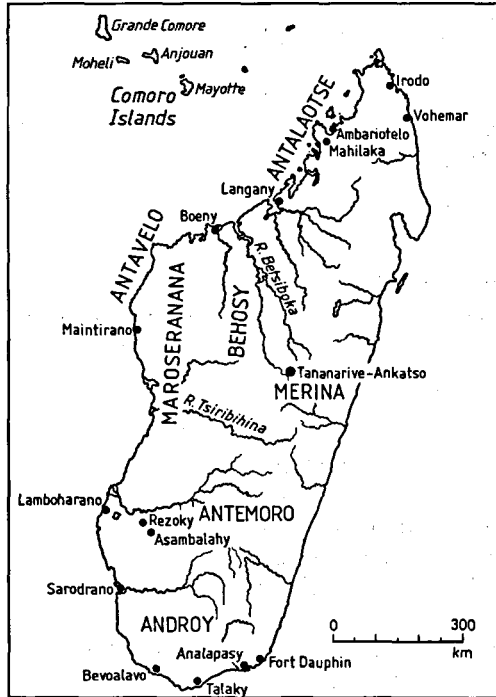 Grande Comore
Moheli
Anjouan
Mayotte
Comoro
Islands
Irodo
Vohemar
ANTALAOTSE
Ambariotelo
Mahilaka
Langany
Boeny
ANTAVELO
R. Betsiboka
BEHOSY
MAROSERANANA
Maintirano
Tananarive-Ankatso
MERINA
R. Tsiribihina
Lamboharano
ANTEMORO
Rezoky
Asambalahy
Sarodrano
ANDROY
0 300
km
Analapasy
Fort Dauphin
Bevoalavo
Talaky